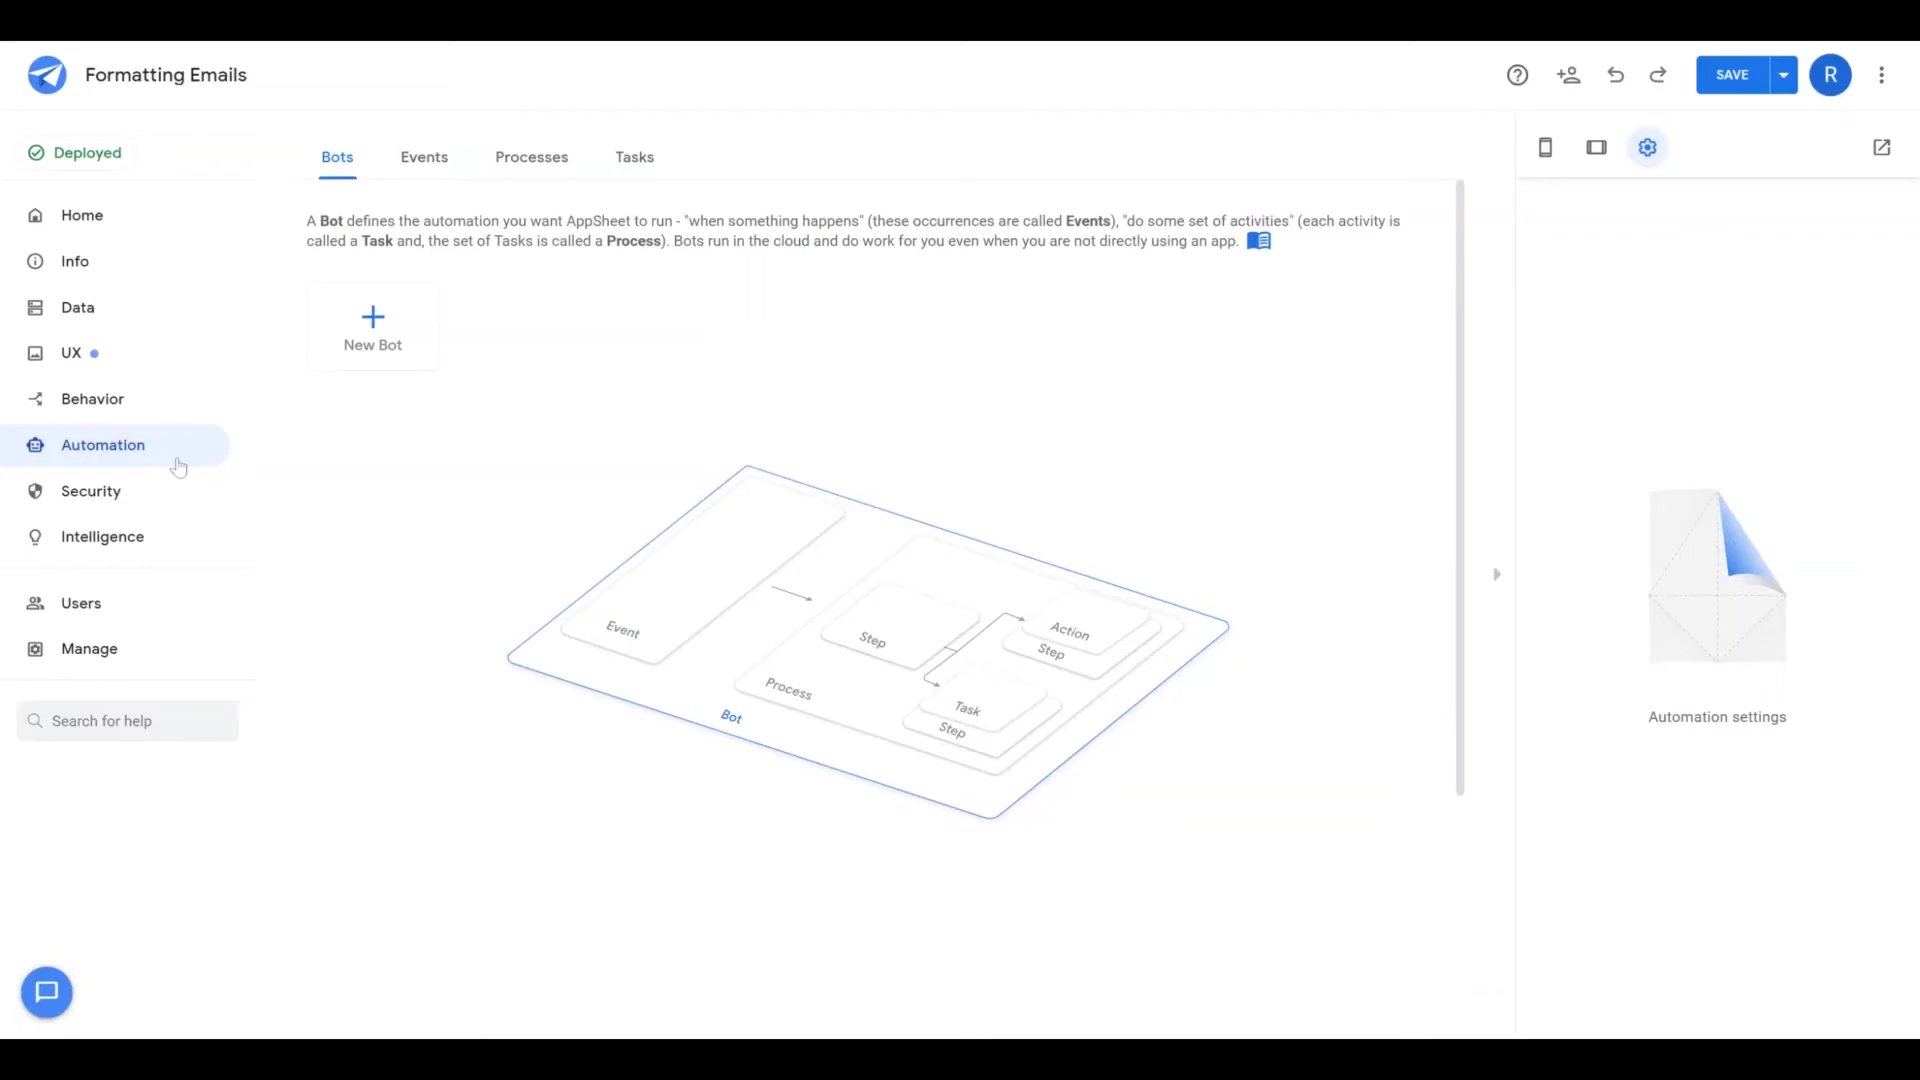 Formatting Emails
SAVE
R
Deployed
Bots
Events
Processes
Tasks
Home
Info
Data
UX
Behavior
Automation
Security
Intelligence
Users
Manage
Search for help
A Bot defines the automation you want AppSheet to run - "when something happens" (these occurrences are called Events), "do some set of activities" (each activity is
called a Task and, the set of Tasks is called a Process). Bots run in the cloud and do work for you even when you are not directly using an app.
New Bot
Event
Step
Action
Step
Process
Task
Step
Bot
Automation settings